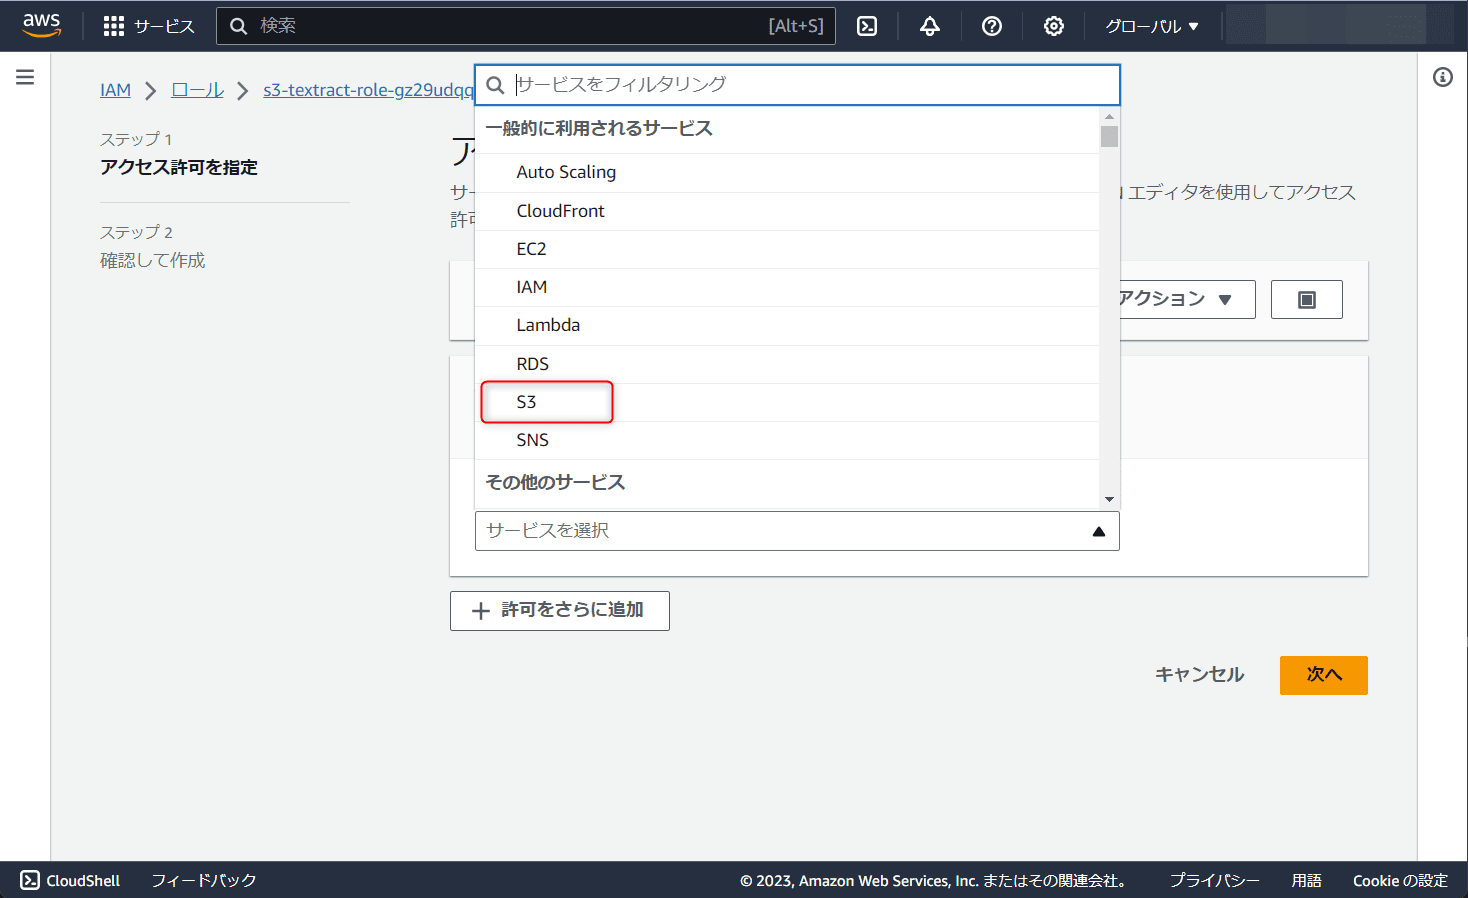 aws
サービス
検索
[Alt+S]
グローバル
IAM
ロール
s3-textract-role-gz29udqq
サービスをフィルタリング
ステップ 1
アクセス許可を指定
ステップ 2
確認して作成
一般的に利用されるサービス
Auto Scaling
CloudFront
EC2
IAM
Lambda
RDS
S3
SNS
その他のサービス
サービスを選択
ア
サー
エディタを使用してアクセス
許可
アクション
許可をさらに追加
キャンセル
次へ
CloudShell
フィードバック
© 2023, Amazon Web Services, Inc. またはその関連会社。
プライバシー
用語
Cookie の設定